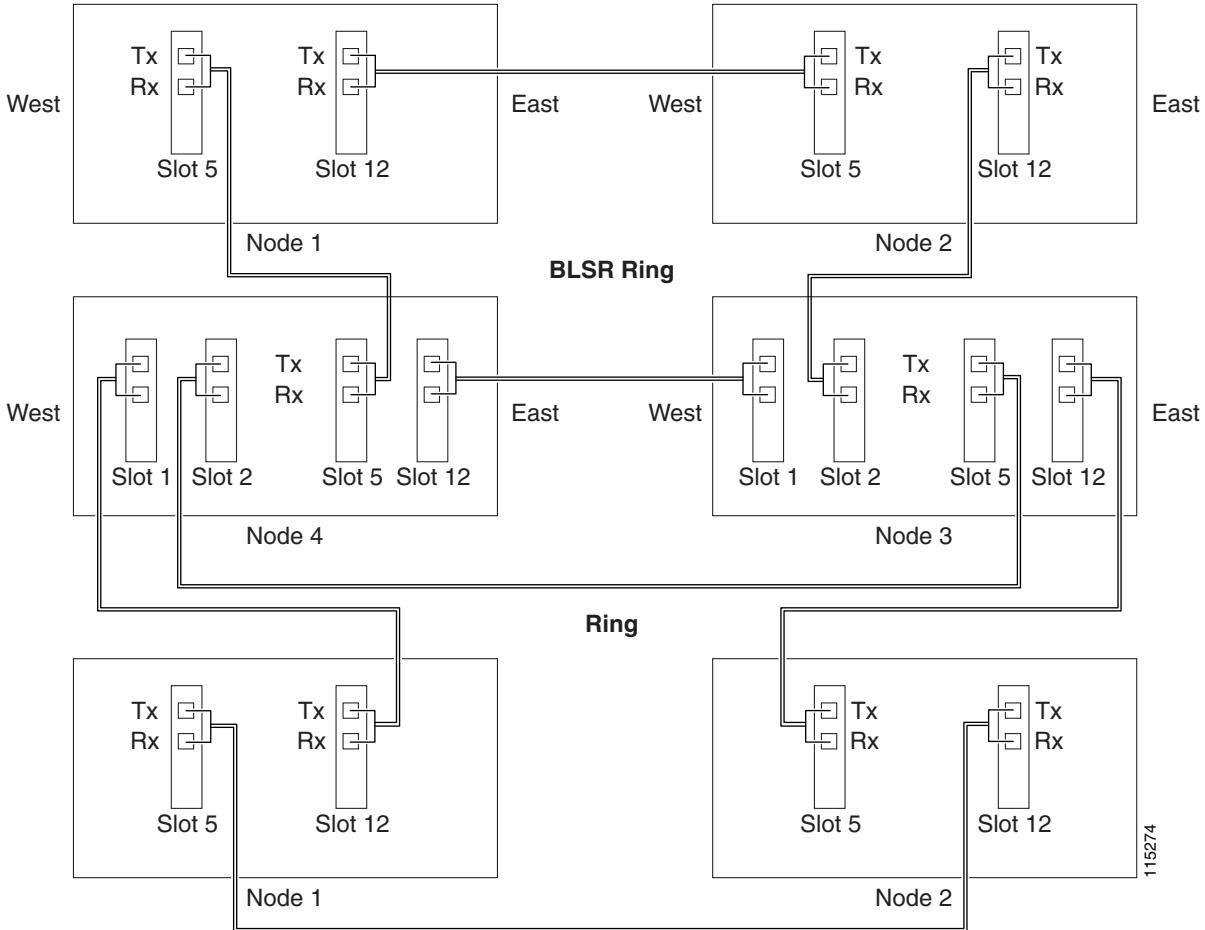 Tx Tx Tx Tx
Rx Rx Rx Rx
West East West East
Slot 5 Slot 12 Slot 5 Slot 12
Node 1 Node 2
BLSR Ring
Tx Tx
Rx Rx
West East West East
Slot 1 Slot 2 Slot 5 Slot 12 Slot 1 Slot 2 Slot 5 Slot 12
Node 4 Node 3
Ring
Tx Tx Tx Tx
Rx Rx Rx Rx
Slot 5 Slot 12 Slot 5 Slot 12
115274
Node 1 Node 2